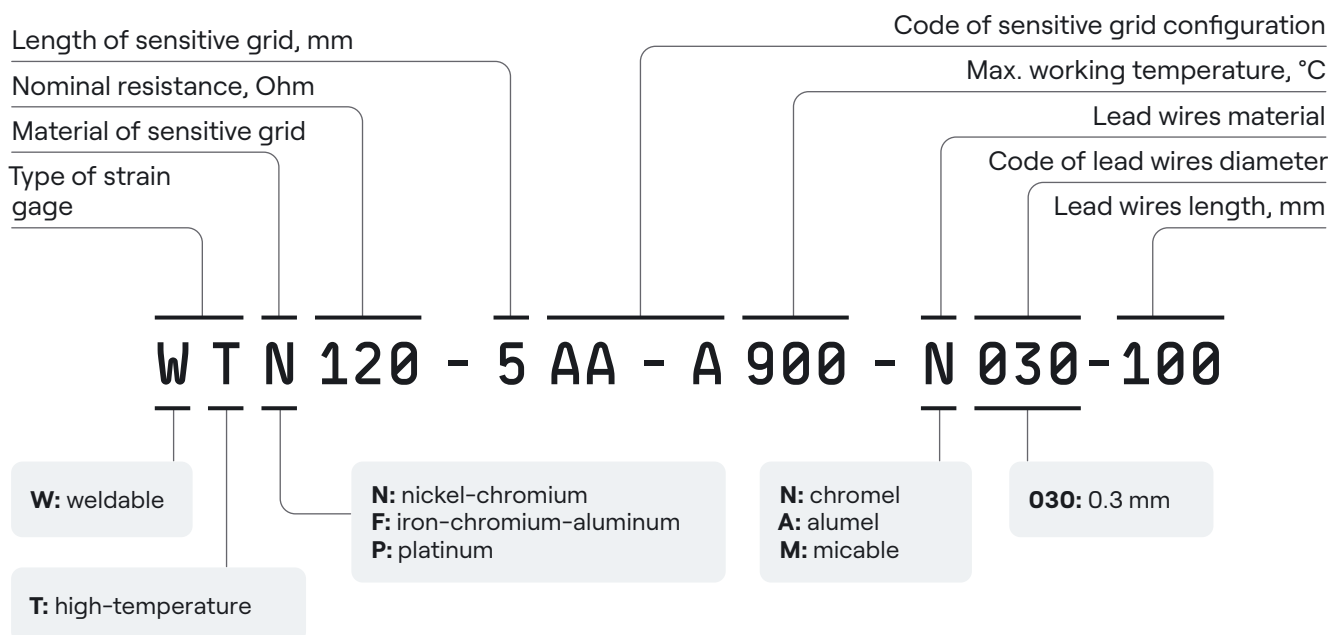 Length of sensitive grid, mm
Nominal resistance, Ohm
Material of sensitive grid
Type of strain
gage
Code of sensitive grid configuration
Max. working temperature, °C
Lead wires material
Code of lead wires diameter
Lead wires length, mm
W T N 120 - 5 AA - A 900 - N 030-100
W: weldable
T: high-temperature
N: nickel-chromium
F: iron-chromium-aluminum
P: platinum
N: chromel
A: alumel
M: micable
030: 0.3 mm